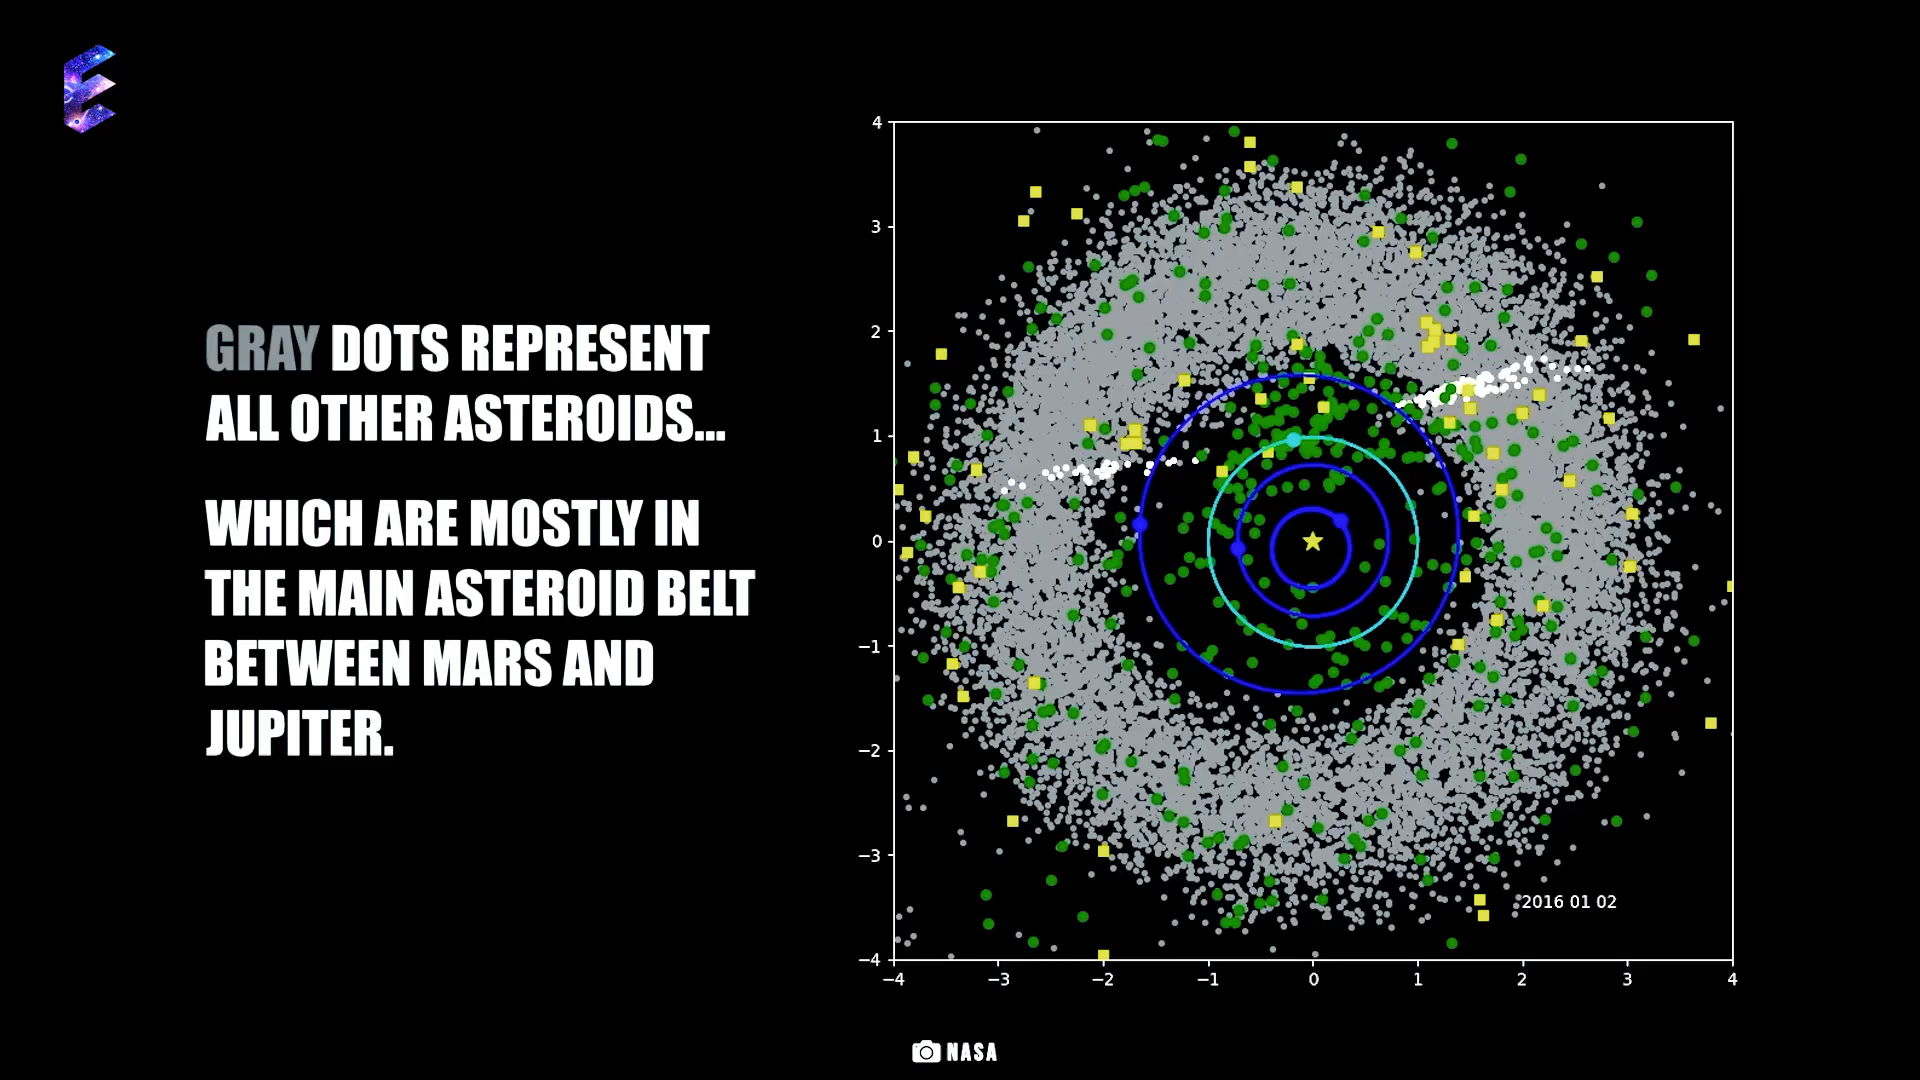 E
GRAY DOTS REPRESENT
ALL OTHER ASTEROIDS...
WHICH ARE MOSTLY IN
THE MAIN ASTEROID BELT
BETWEEN MARS AND
JUPITER.
4
3
2
1
0
−1
−2
−3
−4
−4 −3 −2 −1 0 1 2 3 4
2016 01 02
NASA